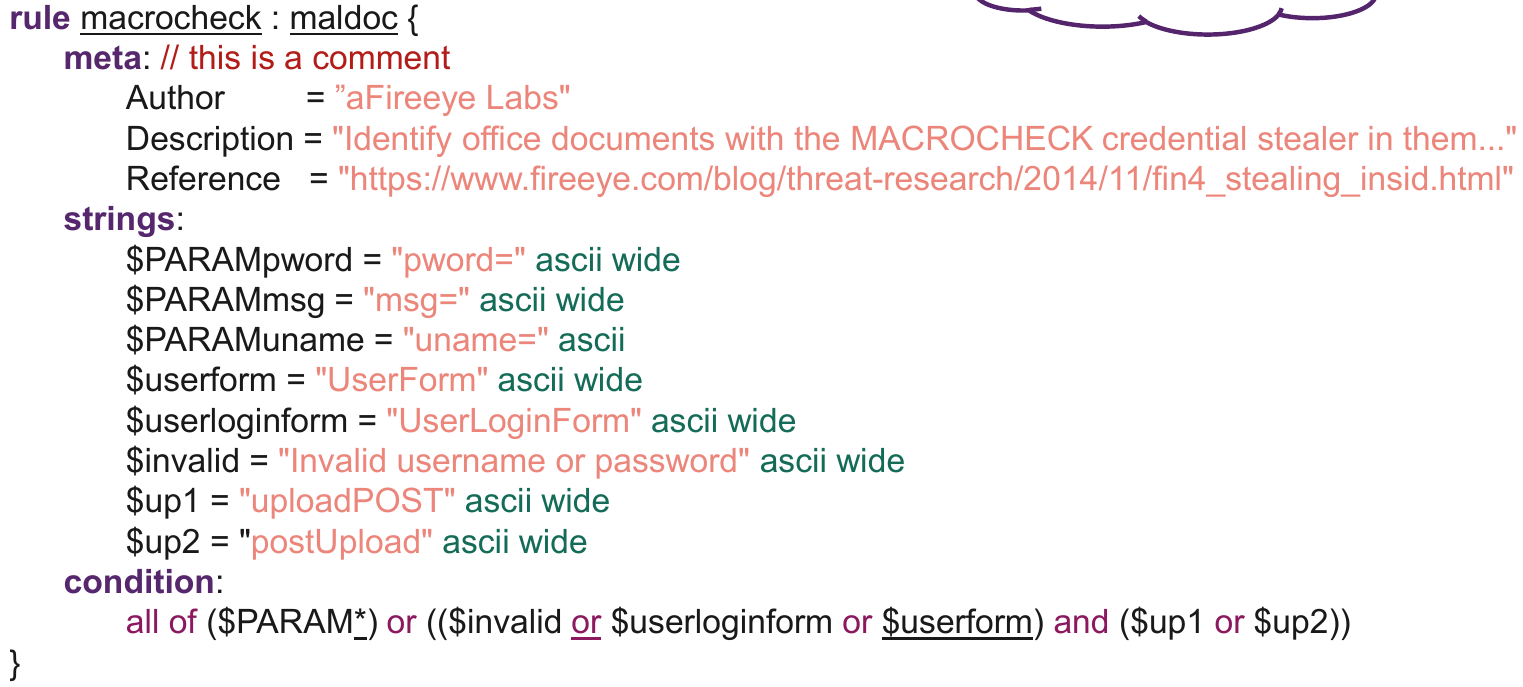 rule macrocheck : maldoc {
meta: // this is a comment
Author = ”aFireeye Labs"
Description = "Identify office documents with the MACROCHECK credential stealer in them..."
Reference = "https://www.fireeye.com/blog/threat-research/2014/11/fin4_stealing_insid.html"
strings:
$PARAMpword = "pword=" ascii wide
$PARAMmsg = "msg=" ascii wide
$PARAMuname = "uname=" ascii
$userform = "UserForm" ascii wide
$userloginform = "UserLoginForm" ascii wide
$invalid = "Invalid username or password" ascii wide
$up1 = "uploadPOST" ascii wide
$up2 = "postUpload" ascii wide
condition:
all of ($PARAM*) or (($invalid or $userloginform or $userform) and ($up1 or $up2))
}